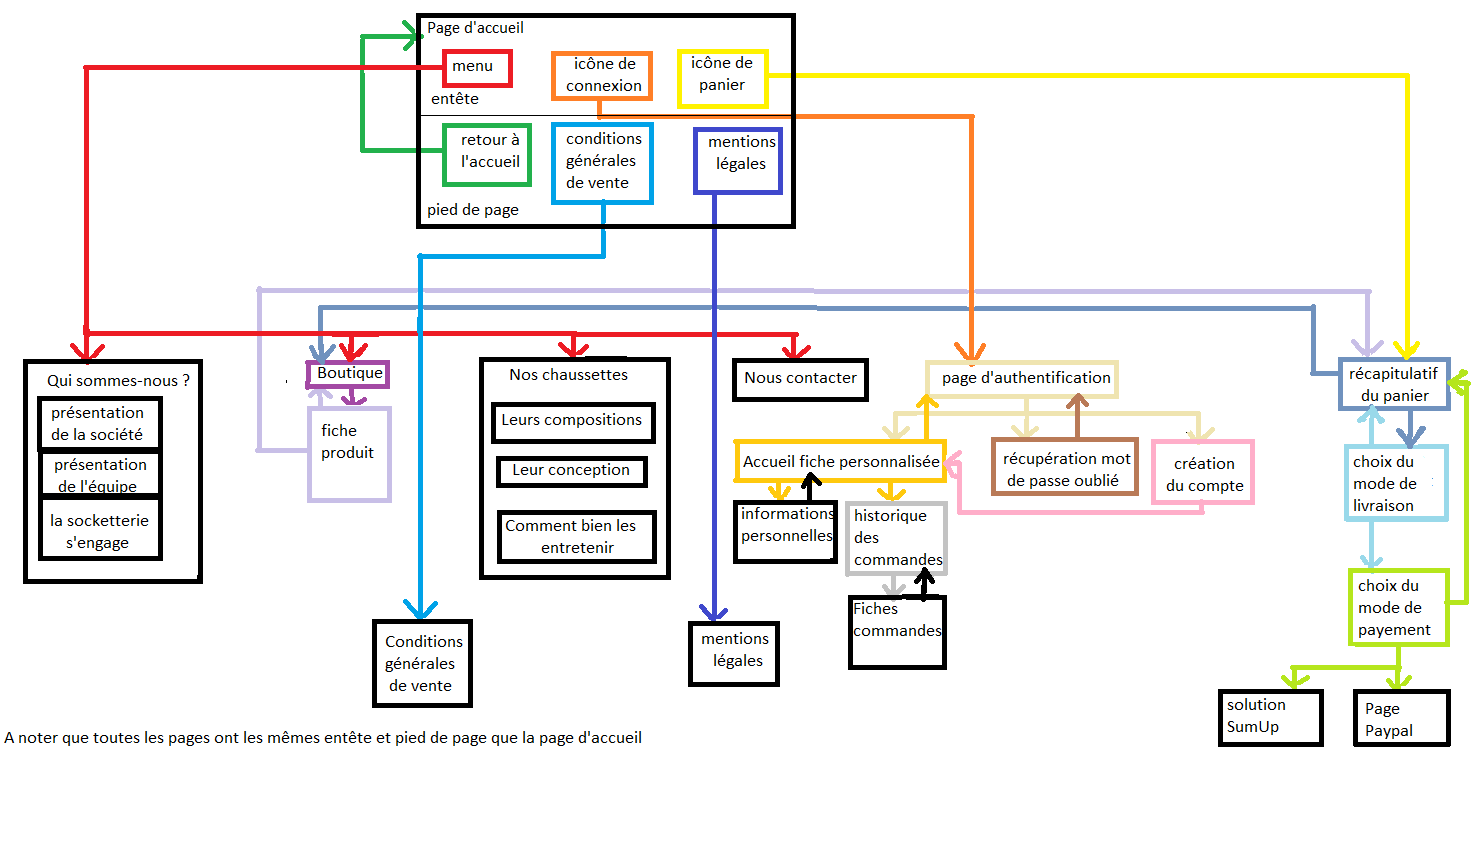 Page d'accueil
menu
icône de
connexion
icône de
panier
entête
retour à
l'accueil
conditions
générales
de vente
mentions
légales
pied de page
Qui sommes-nous ?
présentation
de la société
présentation
de l'équipe
la socketterie
s'engage
Boutique
fiche
produit
Nos chaussettes
Leurs compositions
Leur conception
Comment bien les
entretenir
Nous contacter
page d'authentification
Accueil fiche personnalisée
récupération mot
de passe oublié
création
du compte
informations
personnelles
historique
des
commandes
Fiches
commandes
récapitulatif
du panier
choix du
mode de
livraison
choix du
mode de
payement
solution
SumUp
Page
Paypal
Conditions
générales
de vente
mentions
légales
A noter que toutes les pages ont les mêmes entête et pied de page que la page d'accueil